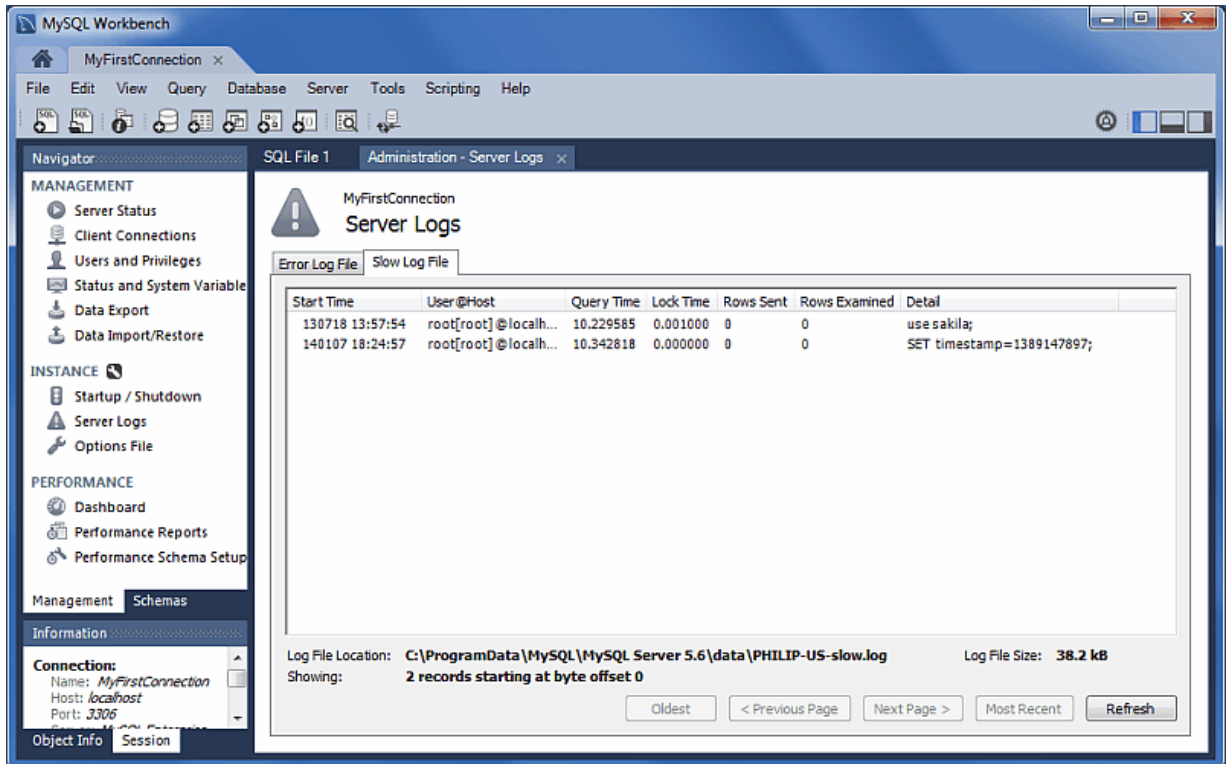 MySQL Workbench
MyFirstConnection ×
File Edit View Query Database Server Tools Scripting Help
Navigator
SQL File 1 Administration - Server Logs ×
MANAGEMENT
Server Status
Client Connections
Users and Privileges
Status and System Variable
Data Export
Data Import/Restore
INSTANCE
Startup / Shutdown
Server Logs
Options File
PERFORMANCE
Dashboard
Performance Reports
Performance Schema Setup
Management Schemas
Information
Connection:
Name: MyFirstConnection
Host: localhost
Port: 3306
Object Info Session
MyFirstConnection
Server Logs
Error Log File Slow Log File
Start Time User@Host Query Time Lock Time Rows Sent Rows Examined Detail
130718 13:57:54 root[root] @ localh... 10.229585 0.001000 0 0 use sakila;
140107 18:24:57 root[root] @ localh... 10.342818 0.000000 0 0 SET timestamp=1389147897;
Log File Location: C:\ProgramData\MySQL\MySQL Server 5.6\data\PHILIP-US-slow.log Log File Size: 38.2 kB
Showing: 2 records starting at byte offset 0
Oldest < Previous Page Next Page > Most Recent Refresh